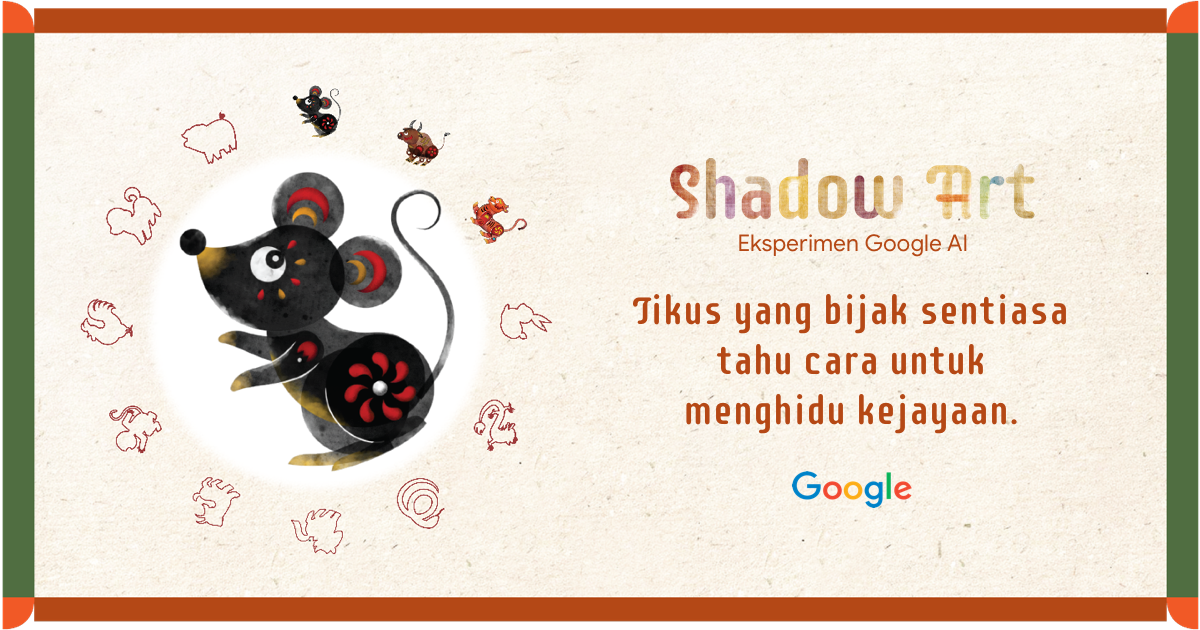 Shadow Art
Eksperimen Google AI
Tikus yang bijak sentiasa
tahu cara untuk
menghidu kejayaan.
Google